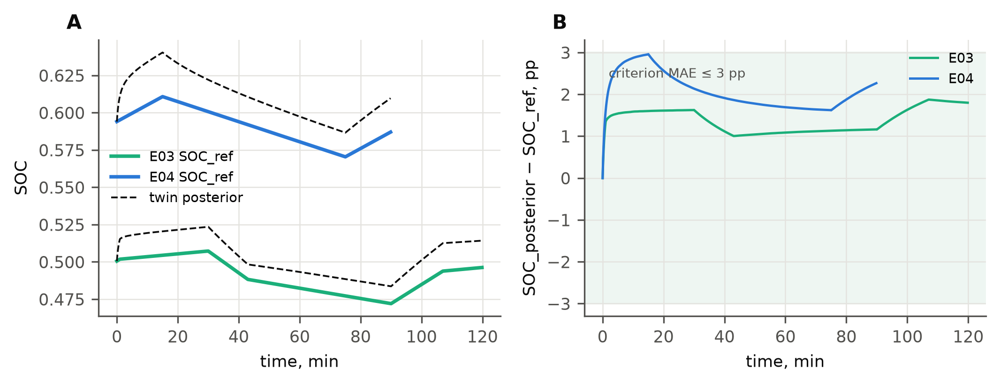 A
SOC
0.625
0.600
0.575
0.550
0.525
0.500
0.475
E03 SOC_ref
E04 SOC_ref
twin posterior
0 20 40 60 80 100 120
time, min
B
SOC_posterior − SOC_ref, pp
3
2
1
0
−1
−2
−3
criterion MAE ≤ 3 pp
E03
E04
0 20 40 60 80 100 120
time, min